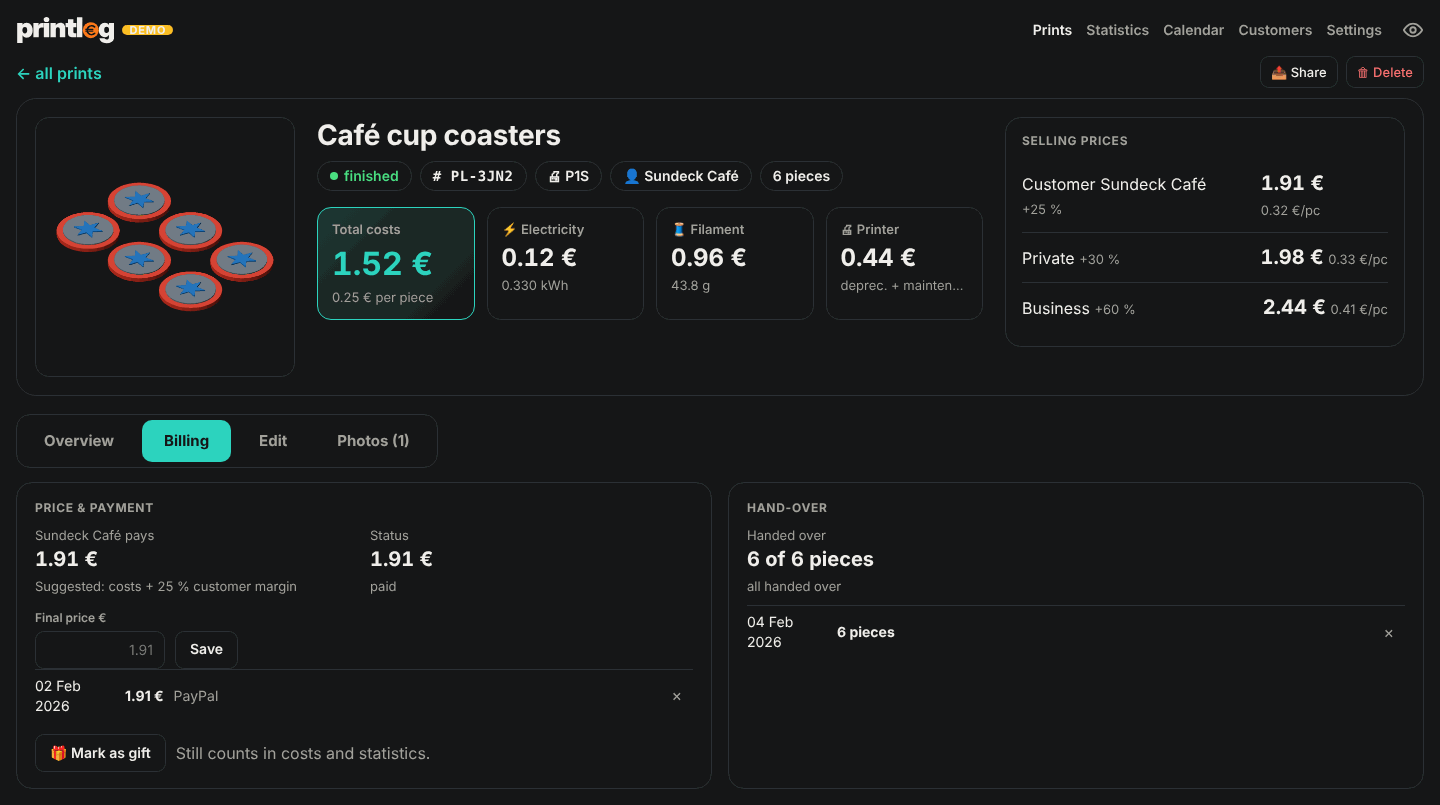 printl€g DEMO
Prints Statistics Calendar Customers Settings
← all prints
📤 Share 🗑 Delete
Café cup coasters
finished
# PL-3JN2
🖨 P1S
👤 Sundeck Café
6 pieces
Total costs
1.52 €
0.25 € per piece
⚡ Electricity
0.12 €
0.330 kWh
🧵 Filament
0.96 €
43.8 g
🖨 Printer
0.44 €
deprec. + mainten...
SELLING PRICES
Customer Sundeck Café 1.91 €
+25 % 0.32 €/pc
Private +30 % 1.98 € 0.33 €/pc
Business +60 % 2.44 € 0.41 €/pc
Overview Billing Edit Photos (1)
PRICE & PAYMENT
Sundeck Café pays
1.91 €
Suggested: costs + 25 % customer margin
Status
1.91 €
paid
Final price €
1.91 Save
02 Feb
2026
1.91 € PayPal ×
🎁 Mark as gift Still counts in costs and statistics.
HAND-OVER
Handed over
6 of 6 pieces
all handed over
04 Feb
2026
6 pieces ×